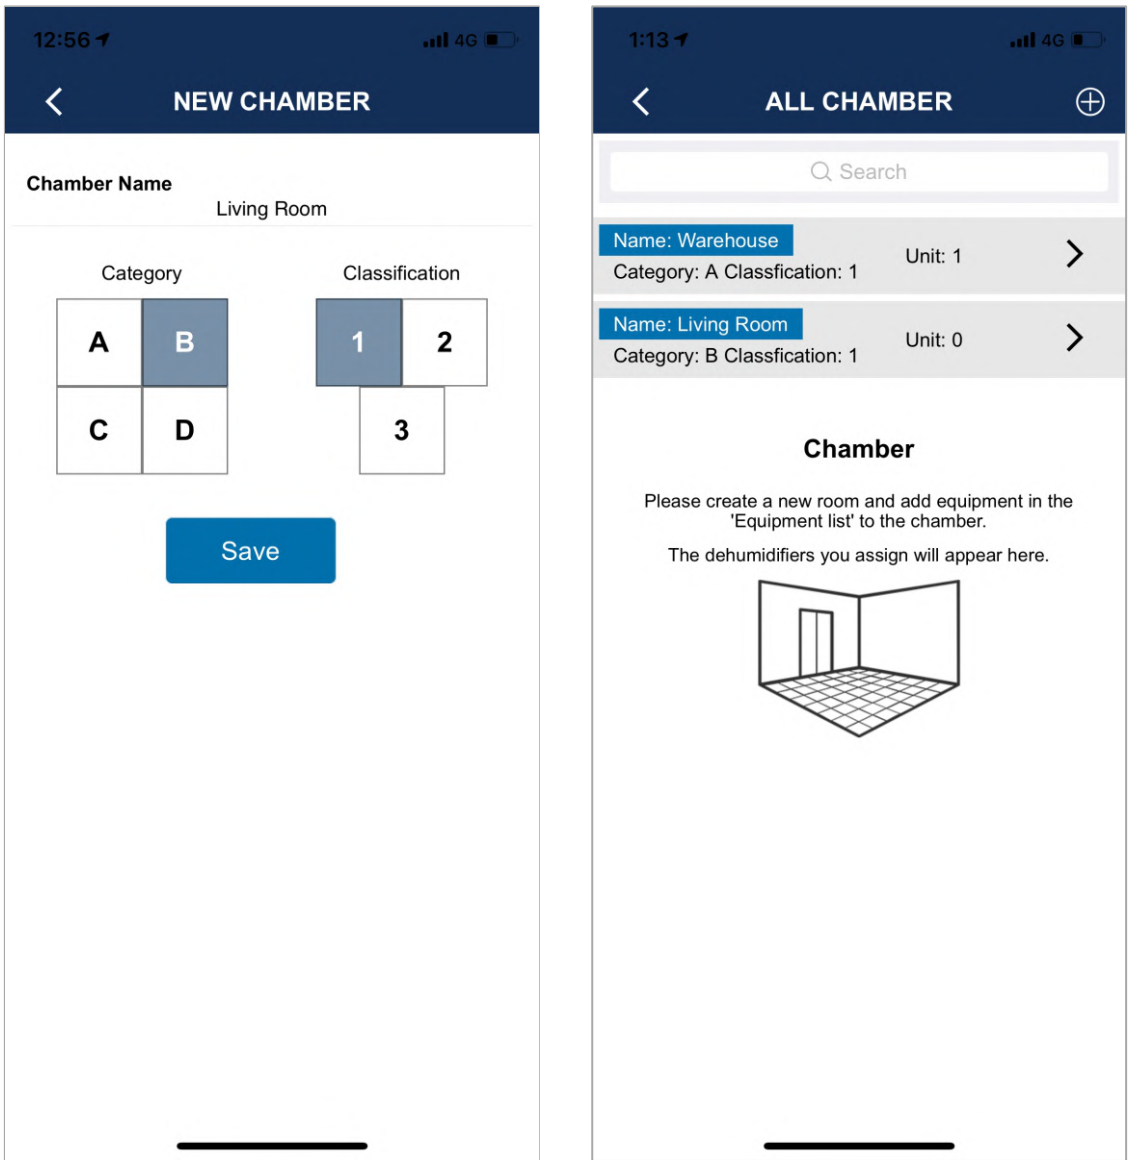 12:56
4G
NEW CHAMBER
Chamber Name
Living Room
Category
Classification
A B
1 2
C D
3
Save
1:13
4G
ALL CHAMBER
Search
Name: Warehouse
Category: A Classfication: 1
Unit: 1
Name: Living Room
Category: B Classfication: 1
Unit: 0
Chamber
Please create a new room and add equipment in the
'Equipment list' to the chamber.
The dehumidifiers you assign will appear here.